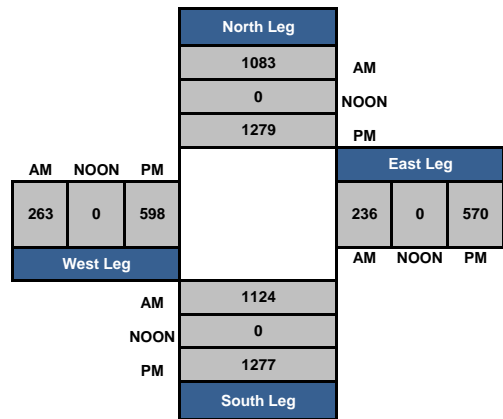 North Leg
1083 AM
0 NOON
1279 PM
AM NOON PM
East Leg
263 0 598
236 0 570
West Leg
AM NOON PM
AM 1124
NOON 0
PM 1277
South Leg